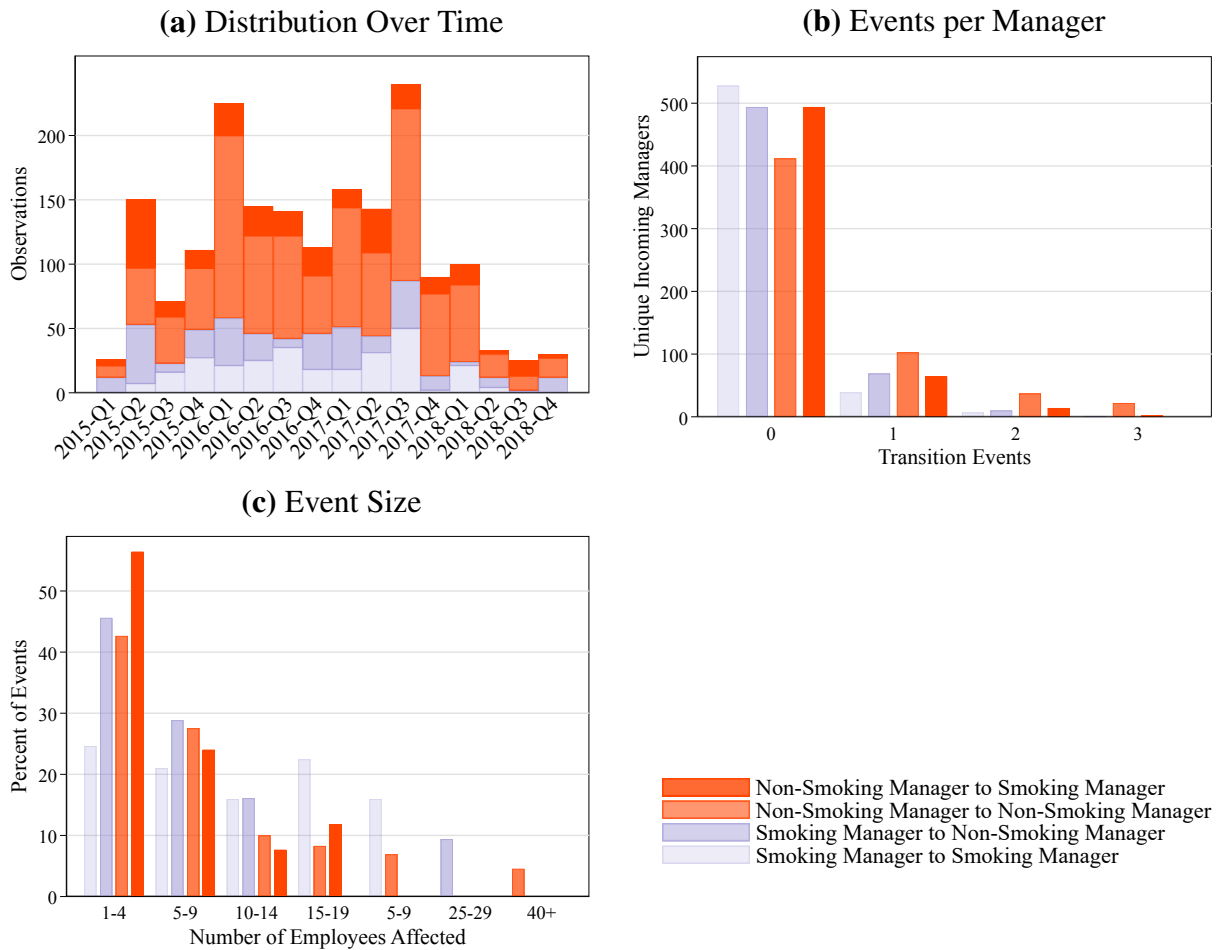 (a) Distribution Over Time
Observations
200
150
100
50
0
2015-Q1
2015-Q2
2015-Q3
2015-Q4
2016-Q1
2016-Q2
2016-Q3
2016-Q4
2017-Q1
2017-Q2
2017-Q3
2017-Q4
2018-Q1
2018-Q2
2018-Q3
2018-Q4
(b) Events per Manager
Unique Incoming Managers
500
400
300
200
100
0
0 1 2 3
Transition Events
(c) Event Size
Percent of Events
50
40
30
20
10
0
1-4 5-9 10-14 15-19 5-9 25-29 40+
Number of Employees Affected
Non-Smoking Manager to Smoking Manager
Non-Smoking Manager to Non-Smoking Manager
Smoking Manager to Non-Smoking Manager
Smoking Manager to Smoking Manager